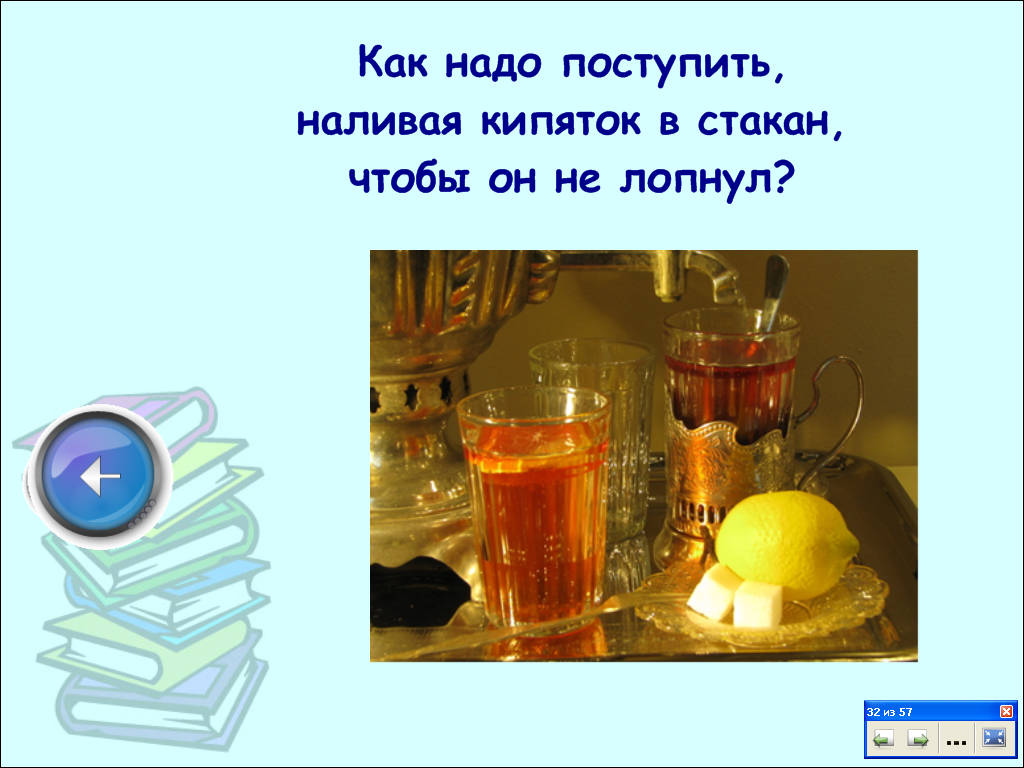 Как надо поступить,
наливая кипяток в стакан,
чтобы он не лопнул?
32 из 57
...